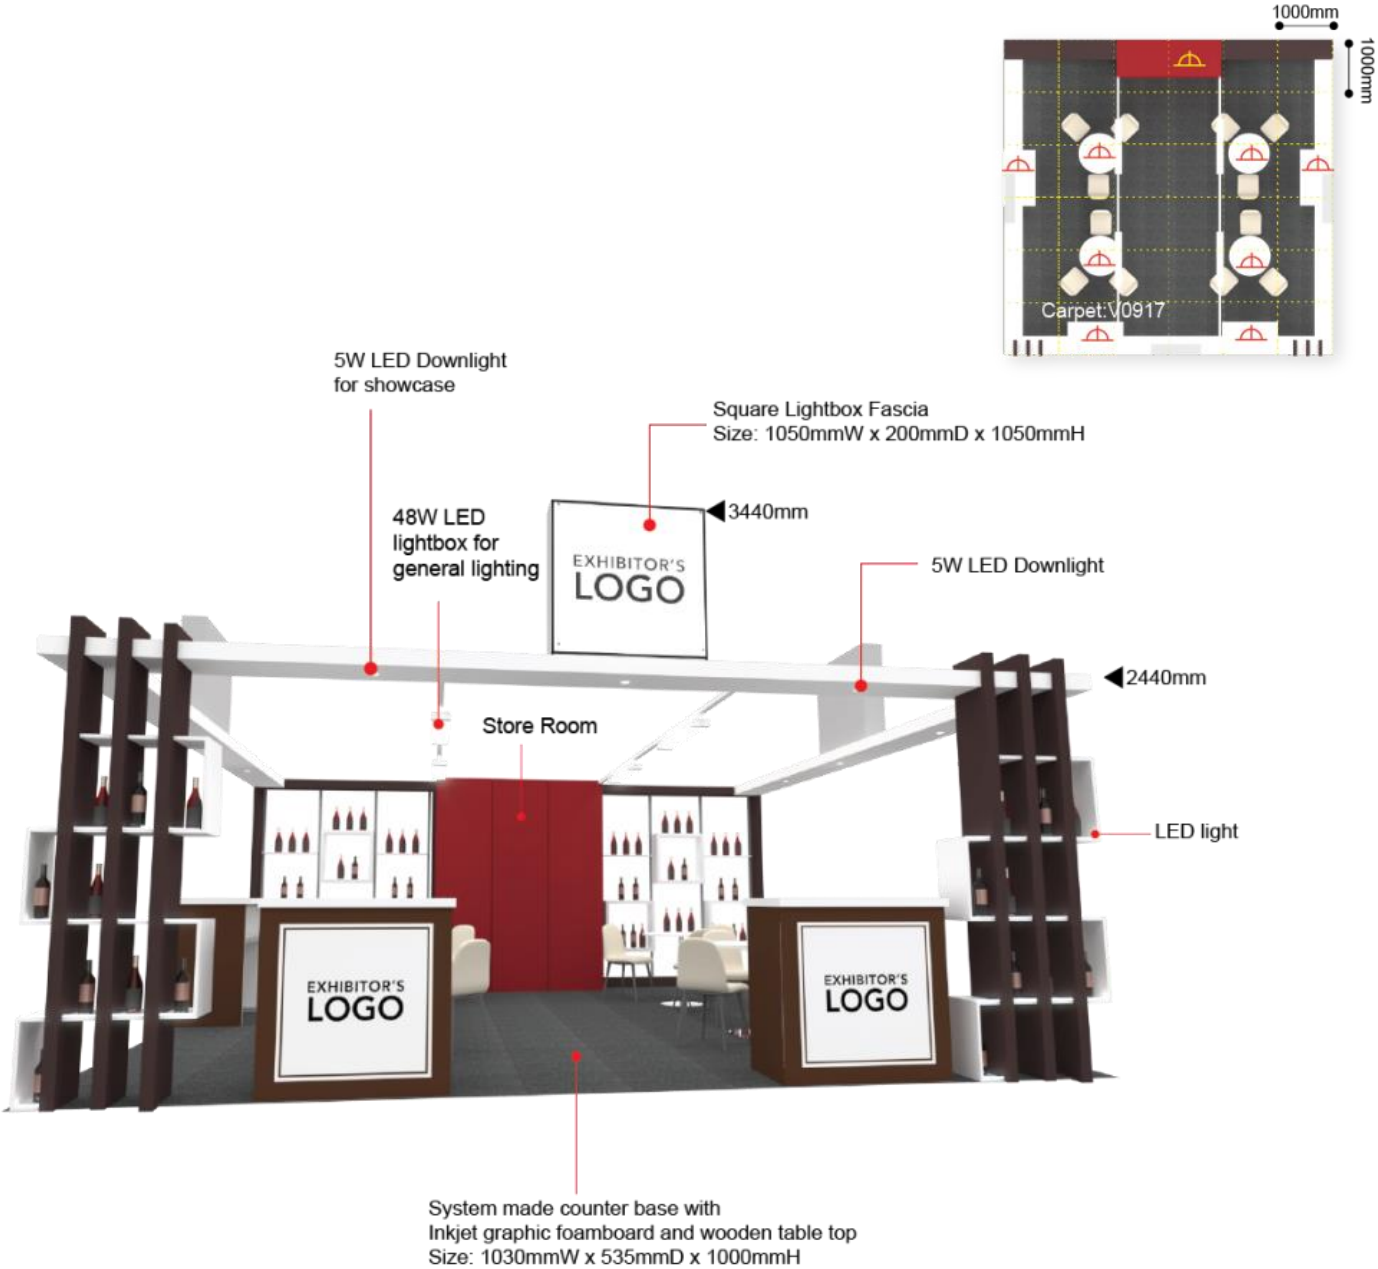 1000mm
1000mm
Carpet:V0917
5W LED Downlight
for showcase
Square Lightbox Fascia
Size: 1050mmW x 200mmD x 1050mmH
48W LED
lightbox for
general lighting
3440mm
EXHIBITOR'S
LOGO
5W LED Downlight
2440mm
Store Room
LED light
EXHIBITOR'S
LOGO
EXHIBITOR'S
LOGO
System made counter base with
Inkjet graphic foamboard and wooden table top
Size: 1030mmW x 535mmD x 1000mmH